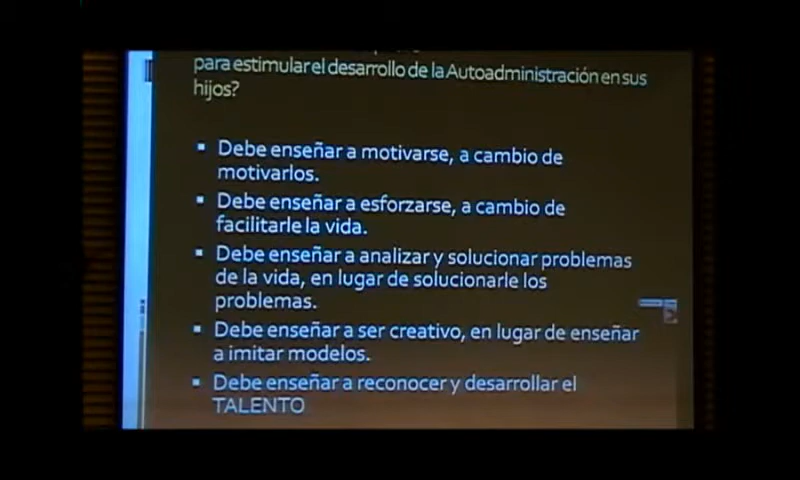 para estimular el desarrollo de la Autoadministración en sus
hijos?
▪ Debe enseñar a motivarse, a cambio de
motivarlos.
▪ Debe enseñar a esforzarse, a cambio de
facilitarle la vida.
▪ Debe enseñar a analizar y solucionar problemas
de la vida, en lugar de solucionarle los
problemas.
▪ Debe enseñar a ser creativo, en lugar de enseñar
a imitar modelos.
▪ Debe enseñar a reconocer y desarrollar el
TALENTO